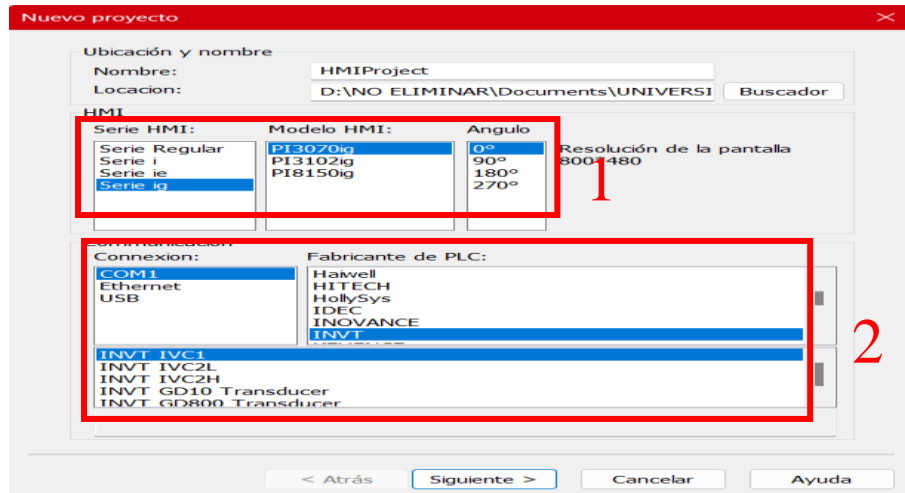 Nuevo proyecto
Ubicación y nombre
Nombre: HMIProject
Locacion: D:\NO ELIMINAR\Documents\UNIVERSI Buscador
HMI
Serie HMI: Modelo HMI: Angulo
Serie Regular PI3070ig 0° Resolución de la pantalla
Serie i PI3102ig 90° 800*480
Serie ie PI8150ig 180°
Serie ig 270°
1
Communicacion
Connexion: Fabricante de PLC:
COM1 Haiwell
Ethernet HITECH
USB HollySys
IDEC
INOVANCE
INVT
2
INVT IVC1
INVT IVC2L
INVT IVC2H
INVT GD10 Transducer
INVT GD800 Transducer
< Atrás Siguiente > Cancelar Ayuda